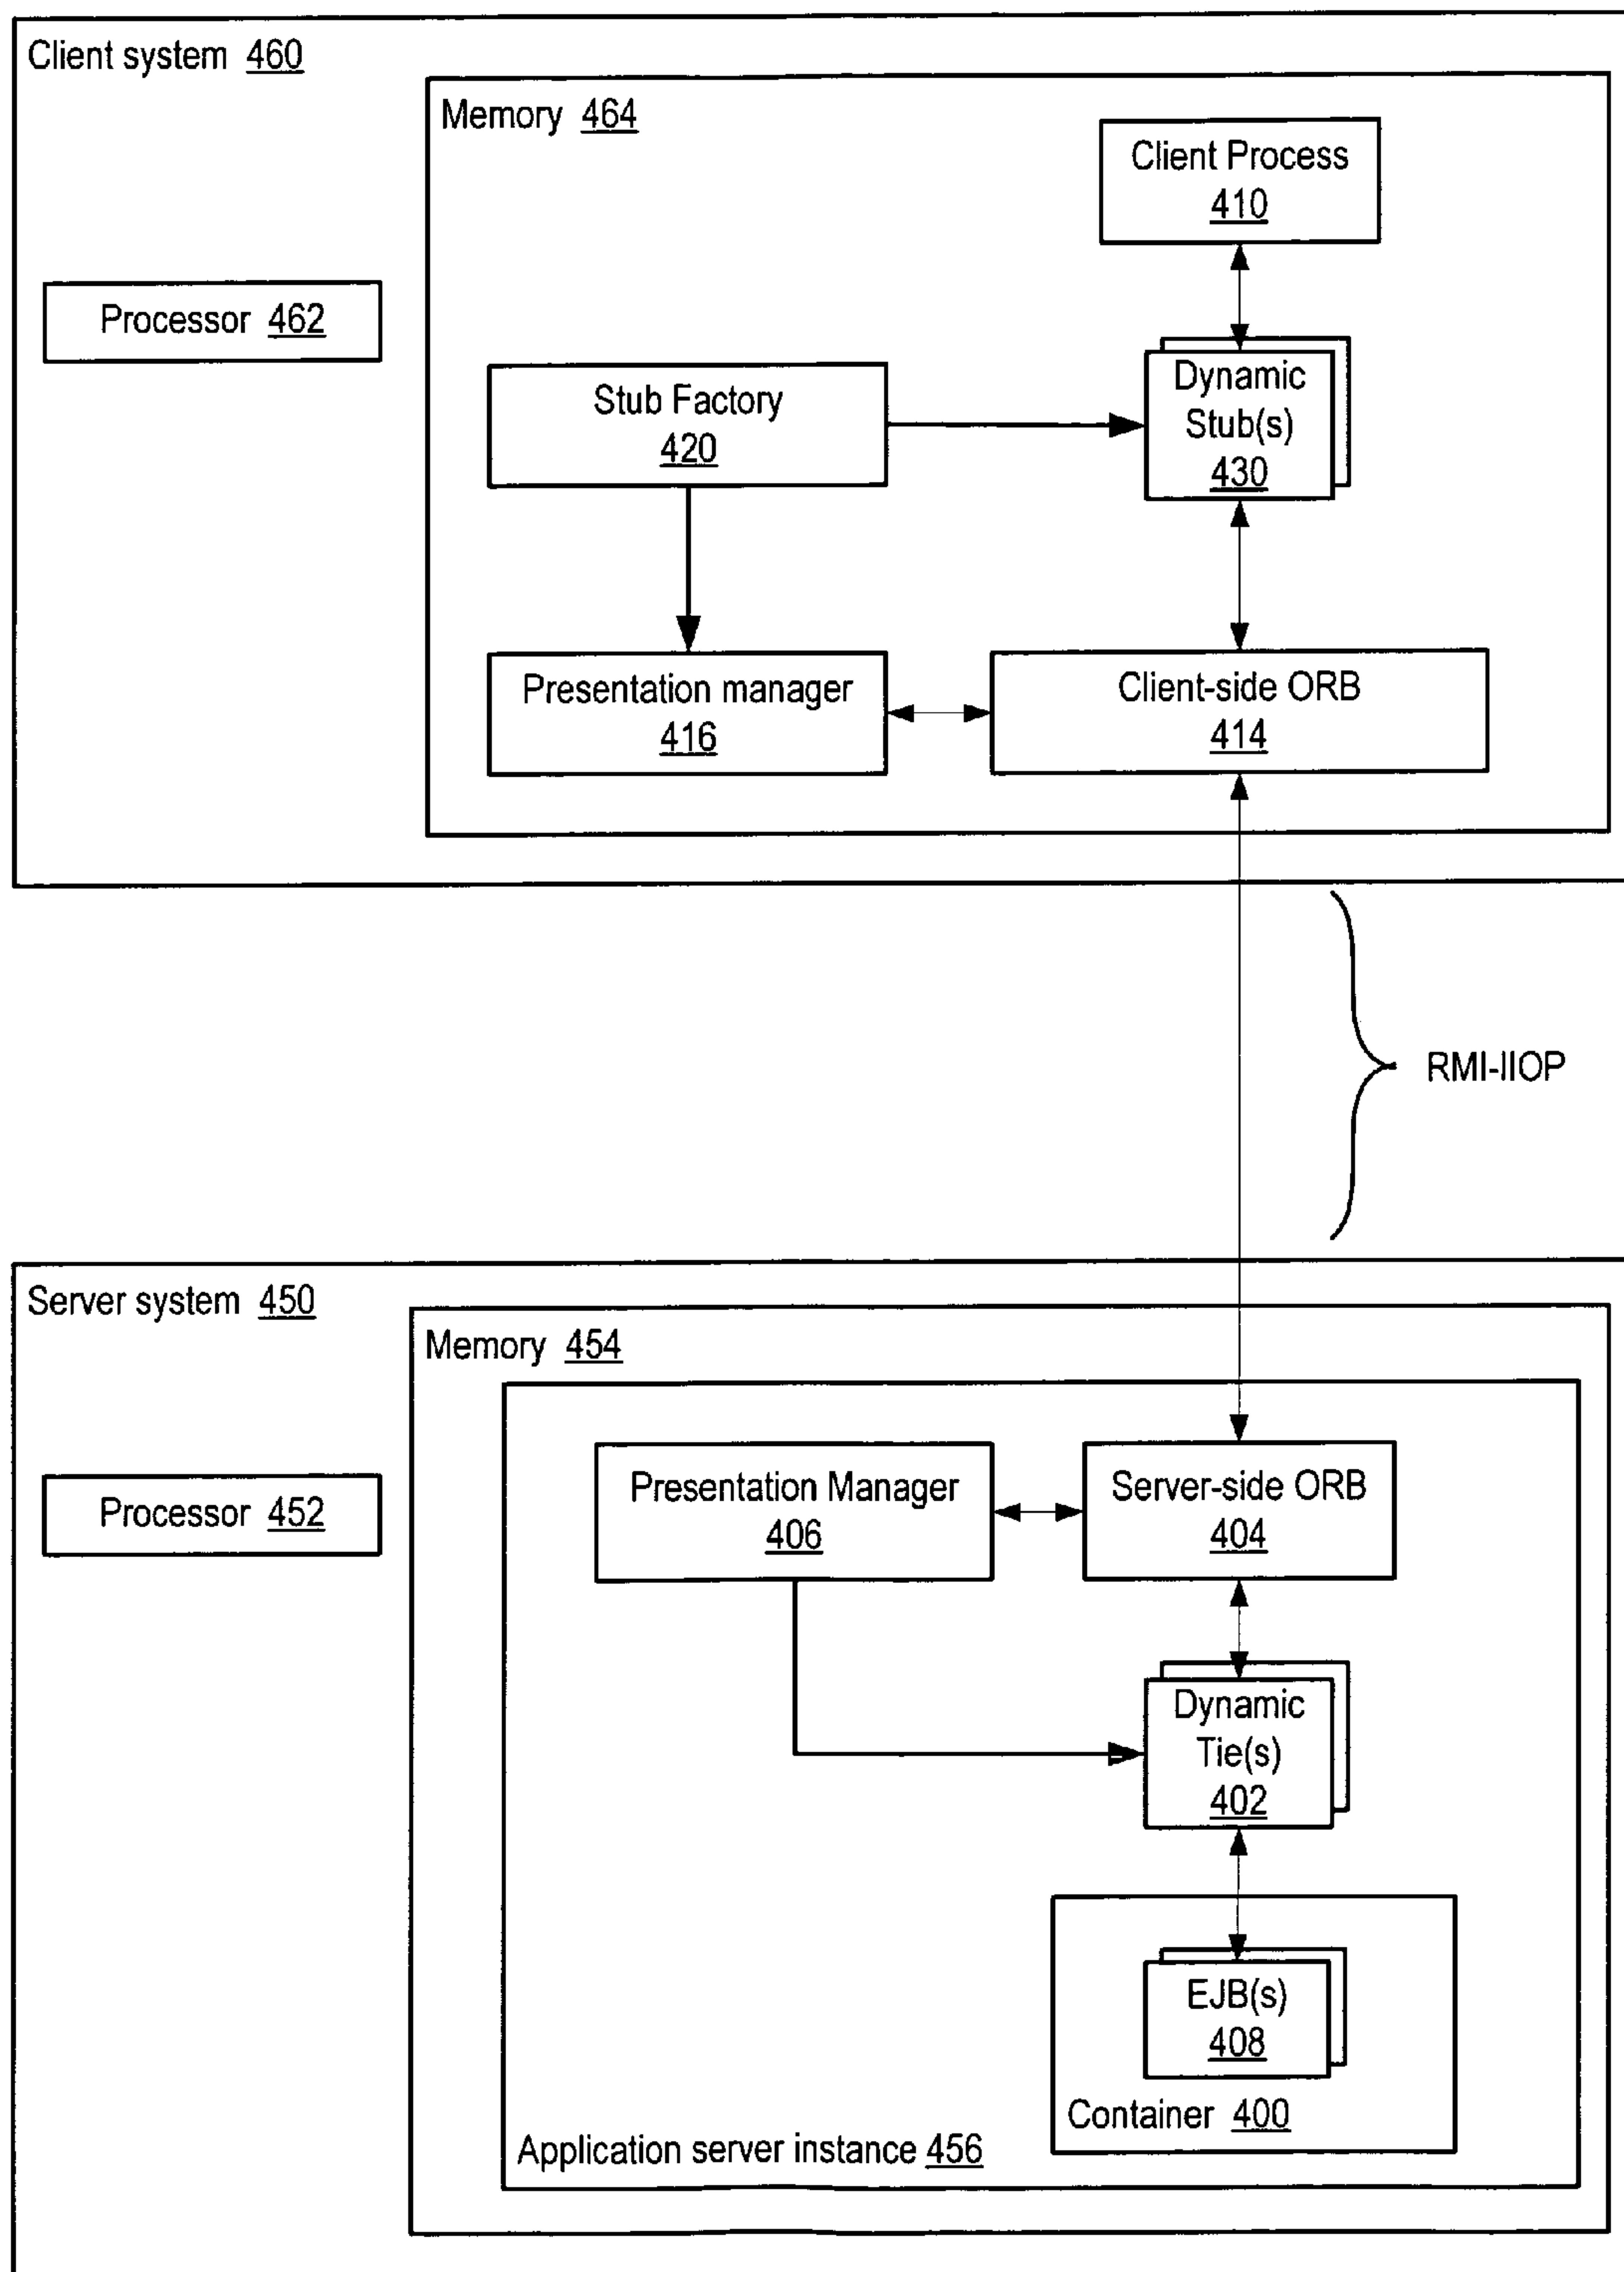 Client system 460
Memory 464
Client Process
410
Processor 462
Stub Factory
420
Dynamic
Stub(s)
430
Presentation manager
416
Client-side ORB
414
RMI-IIOP
Server system 450
Memory 454
Presentation Manager
406
Server-side ORB
404
Processor 452
Dynamic
Tie(s)
402
EJB(s)
408
Container 400
Application server instance 456